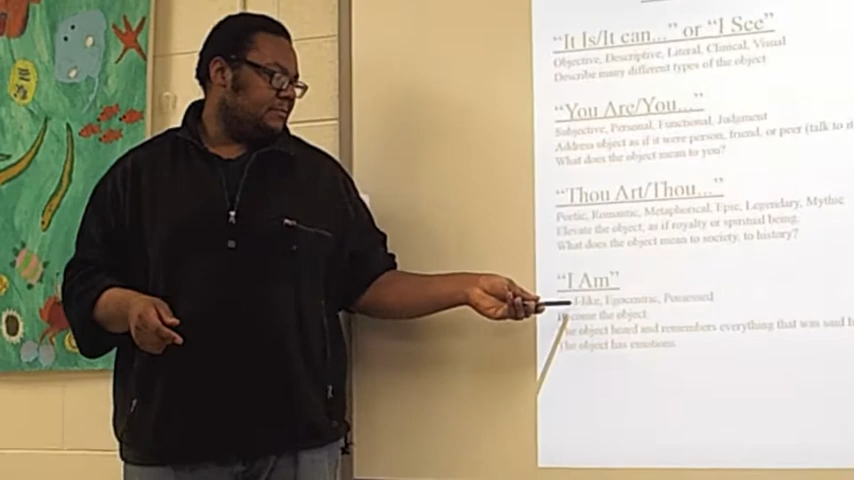 “It Is/It can...” or “I See”
Objective, Descriptive, Literal, Clinical, Visual
Describe many different types of the object
“You Are/You...”
Subjective, Personal, Functional, Judgment
Address object as if it were person, friend, or peer (talk to it
What does the object mean to you?
“Thou Art/Thou...”
Poetic, Romantic, Metaphorical, Epic, Legendary, Mythic
Elevate the object, as if royalty or spiritual being.
What does the object mean to society, to history?
“I Am”
-like, Egocentric, Possessed
Become the object
The object heard and remembers everything that was said
The object has emotions